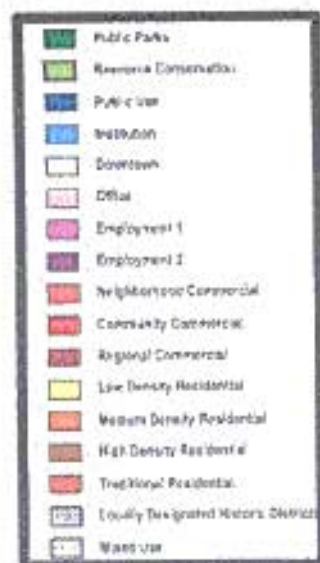 Public Parks
Resource Conservation
Public Use
Institution
Downtown
Office
Employment 1
Employment 2
Neighborhood Commercial
Community Commercial
Regional Commercial
Low Density Residential
Medium Density Residential
High Density Residential
Traditional Residential
Locally Designated Historic Districts
Mixed Use